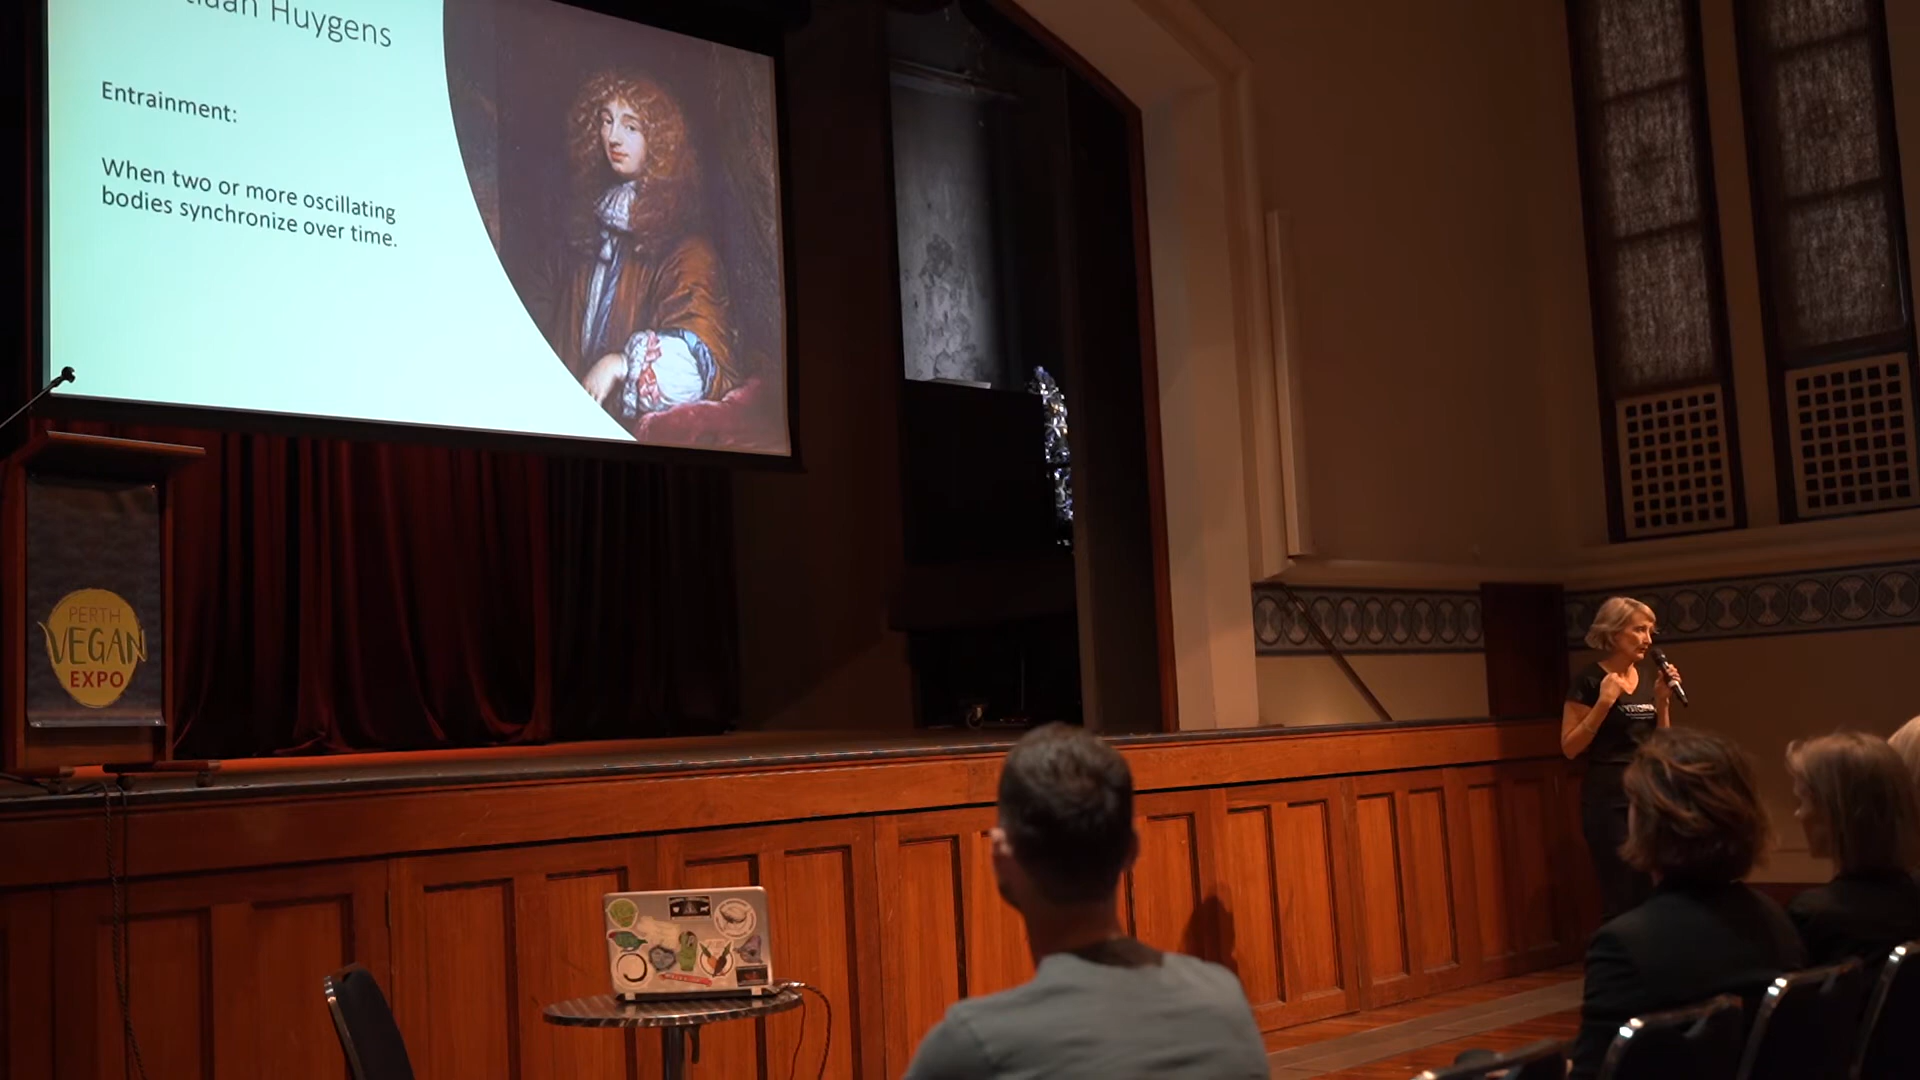 Huygens
Entrainment:
When two or more oscillating
bodies synchronize over time.
PERTH
VEGAN
EXPO